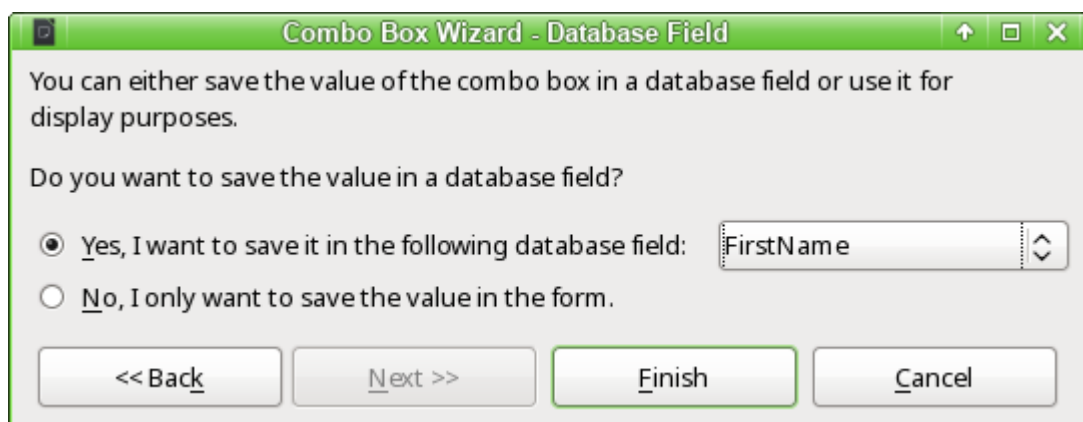 Combo Box Wizard - Database Field
You can either save the value of the combo box in a database field or use it for
display purposes.
Do you want to save the value in a database field?
Yes, I want to save it in the following database field: FirstName
No, I only want to save the value in the form.
<< Back Next >> Finish Cancel